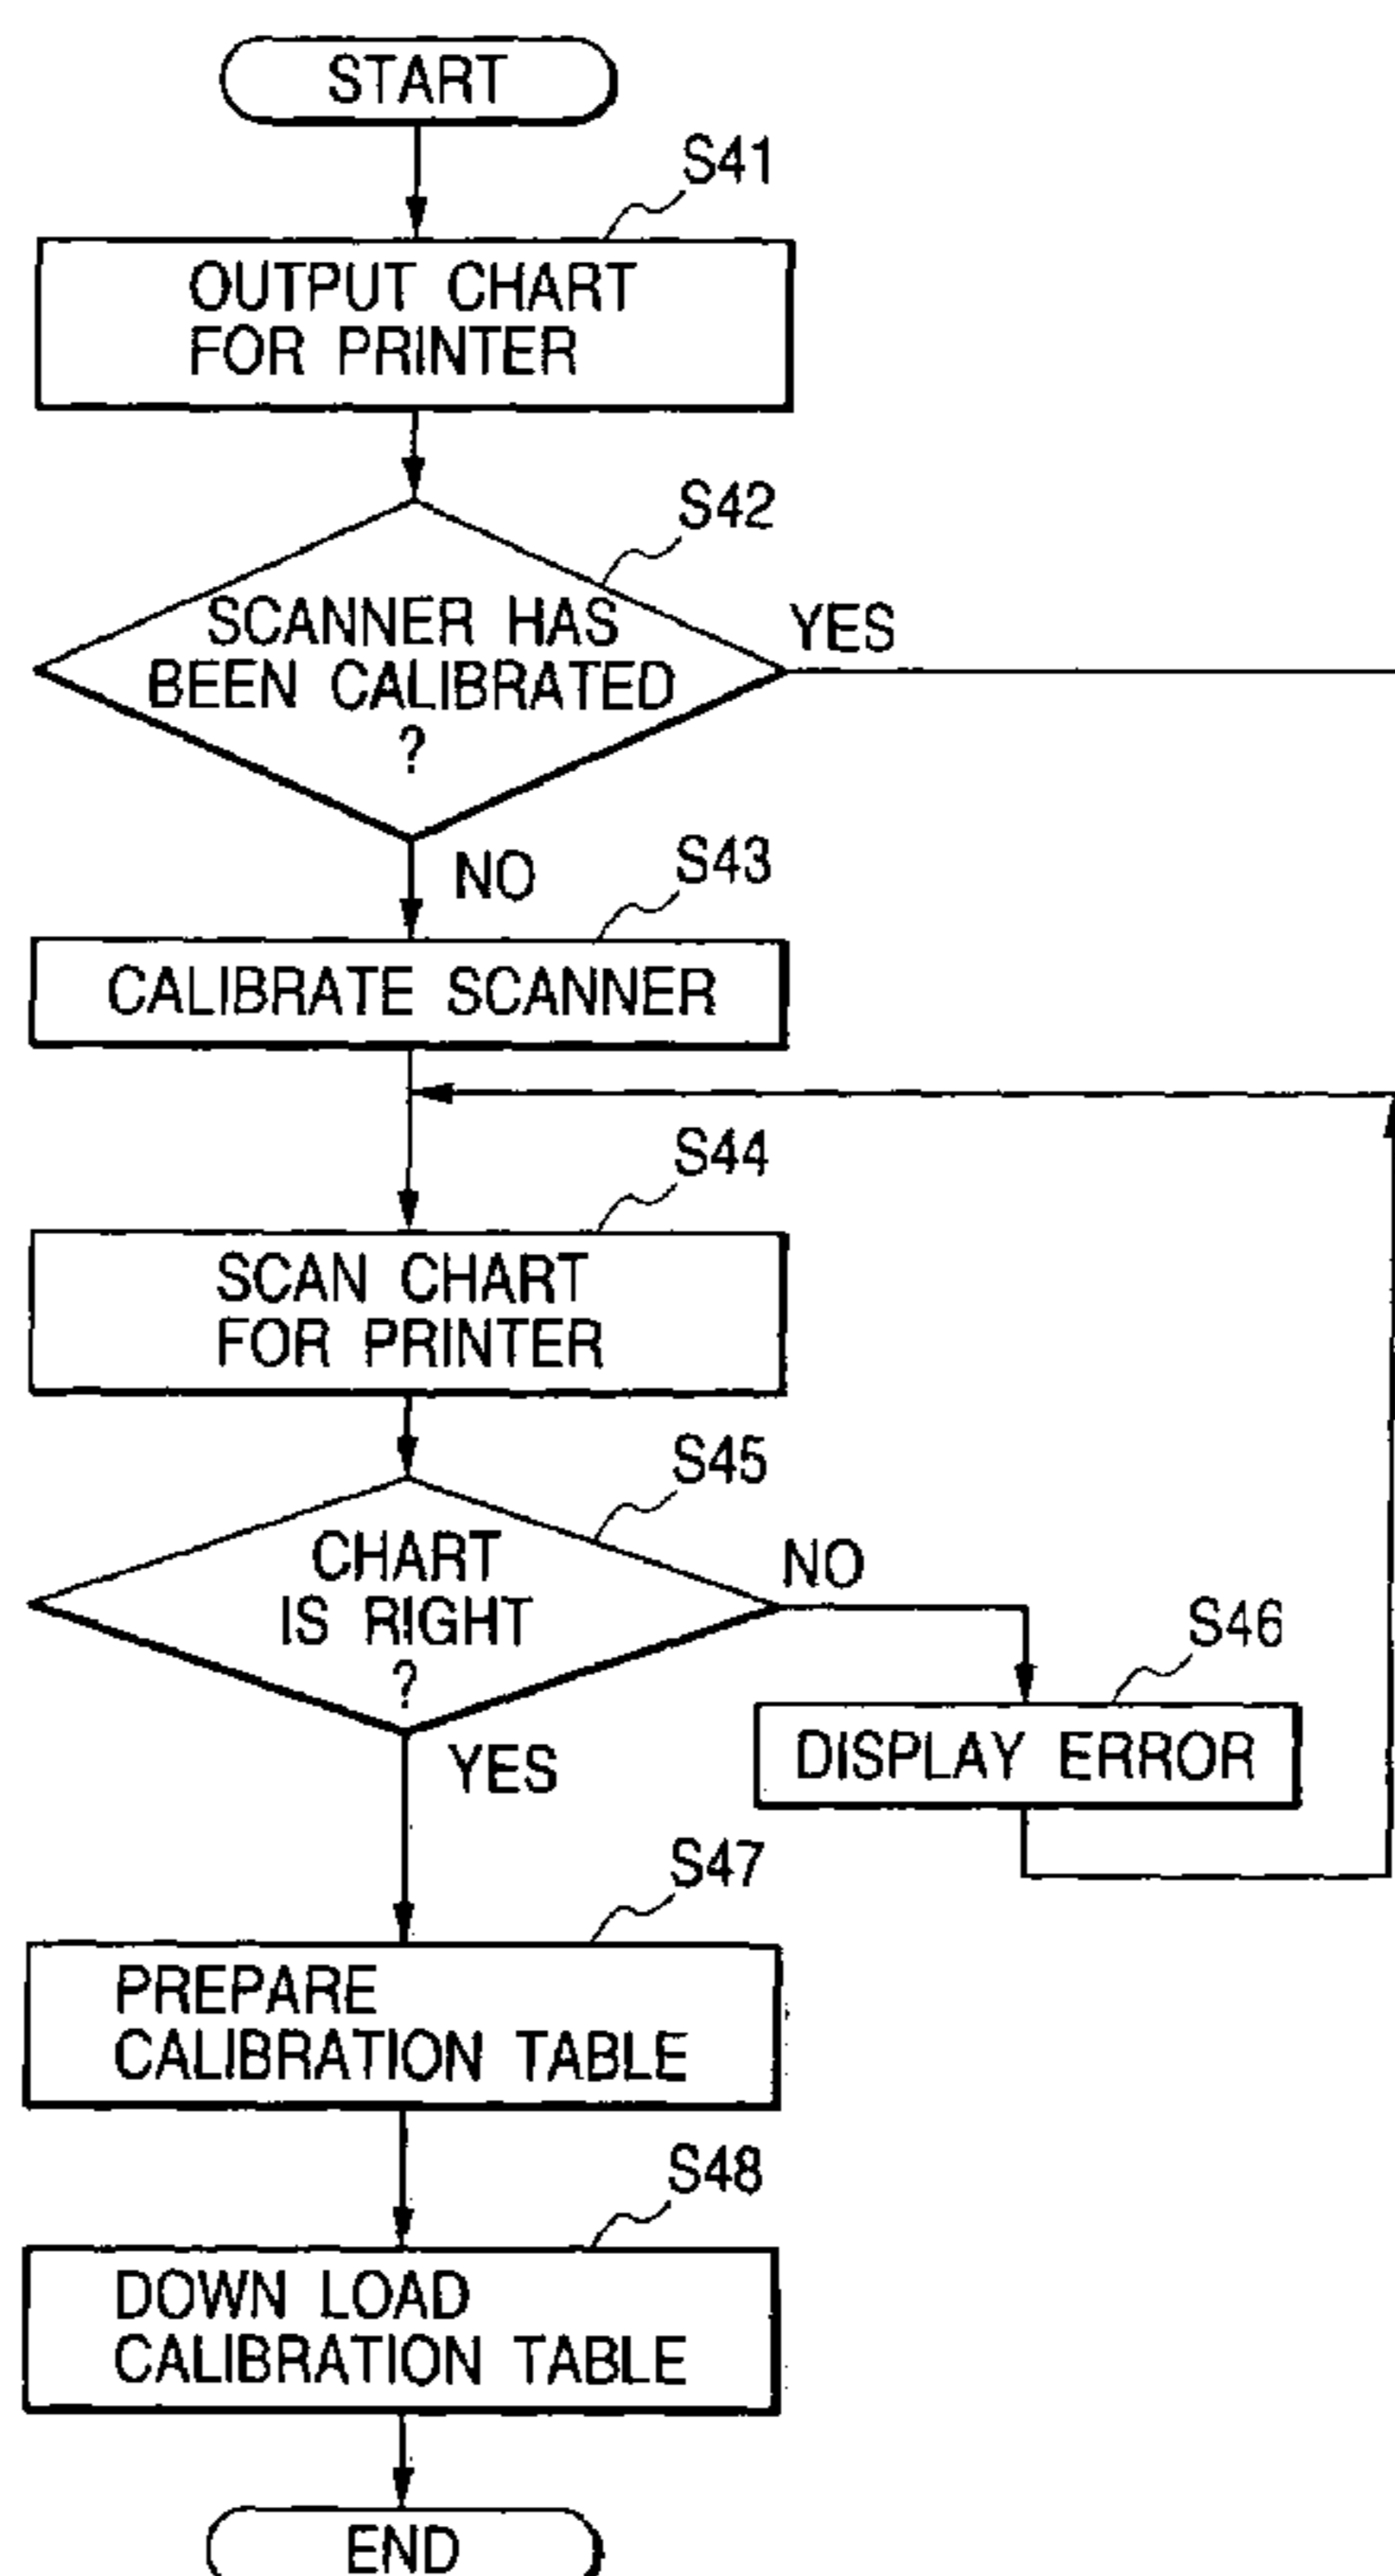 START
S41
OUTPUT CHART
FOR PRINTER
S42
SCANNER HAS
BEEN CALIBRATED
?
YES
NO
S43
CALIBRATE SCANNER
S44
SCAN CHART
FOR PRINTER
S45
CHART
IS RIGHT
?
NO
S46
DISPLAY ERROR
YES
S47
PREPARE
CALIBRATION TABLE
S48
DOWN LOAD
CALIBRATION TABLE
END